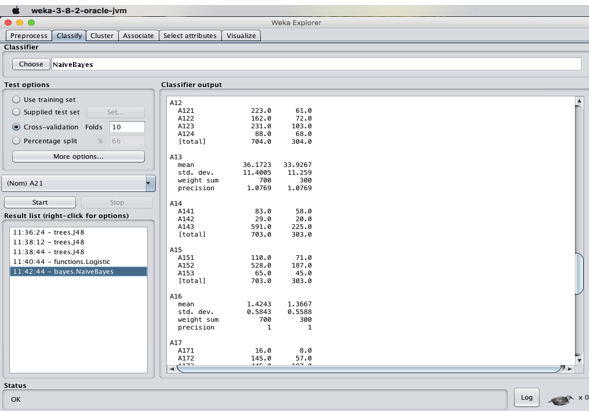 weka-3-8-2-oracle-jvm
Weka Explorer
Preprocess Classify Cluster Associate Select attributes Visualize
Classifier
Choose NaiveBayes
Test options
Use training set
Supplied test set Set...
Cross-validation Folds 10
Percentage split % 66
More options...
(Nom) A21
Start Stop
Result list (right-click for options)
11:36:24 - trees.J48
11:38:12 - trees.J48
11:38:44 - trees.J48
11:40:44 - functions.Logistic
11:42:44 - bayes.NaiveBayes
Classifier output
A12
A121 223.0 61.0
A122 162.0 72.0
A123 231.0 103.0
A124 88.0 68.0
[total] 704.0 304.0
A13
mean 36.1723 33.9267
std. dev. 11.4005 11.259
weight sum 700 300
precision 1.0769 1.0769
A14
A141 83.0 58.0
A142 29.0 20.0
A143 591.0 225.0
[total] 703.0 303.0
A15
A151 110.0 71.0
A152 528.0 187.0
A153 65.0 45.0
[total] 703.0 303.0
A16
mean 1.4243 1.3667
std. dev. 0.5843 0.5588
weight sum 700 300
precision 1 1
A17
A171 16.0 8.0
A172 145.0 57.0
Status
OK
Log
x 0